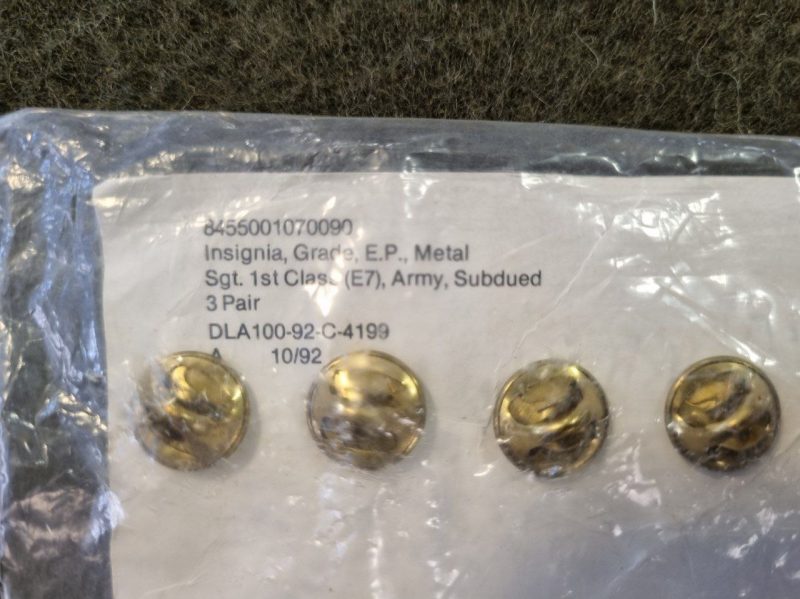 8455001070090
Insignia, Grade, E.P., Metal
Sgt. 1st Class (E7), Army, Subdued
3 Pair
DLA100-92-C-4199
A 10/92